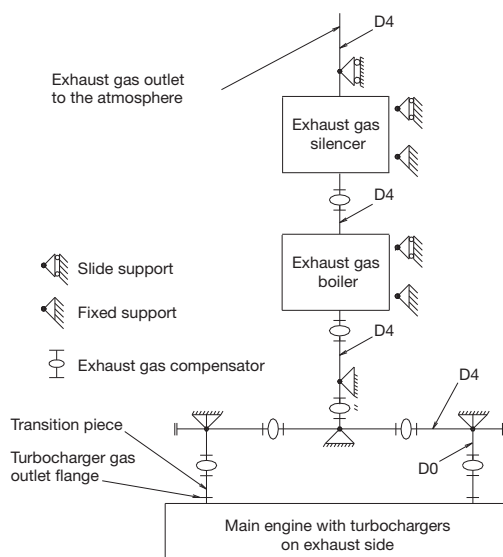 D4
Exhaust gas outlet
to the atmosphere
Exhaust gas
silencer
D4
Exhaust gas
boiler
Slide support
Fixed support
D4
Exhaust gas compensator
D4
Transition piece
Turbocharger gas
outlet flange
D0
Main engine with turbochargers
on exhaust side